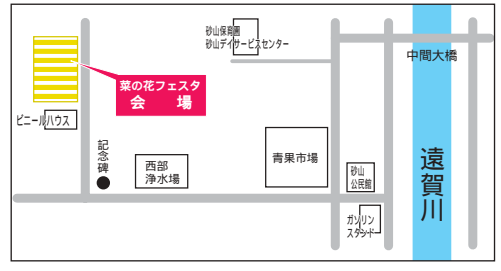 砂山保育園
砂山デイサービスセンター
中間大橋
菜の花フェスタ
会場
ビニールハウス
記念碑
西部
浄水場
青果市場
砂山
公民館
遠賀川
ガソリン
スタンド